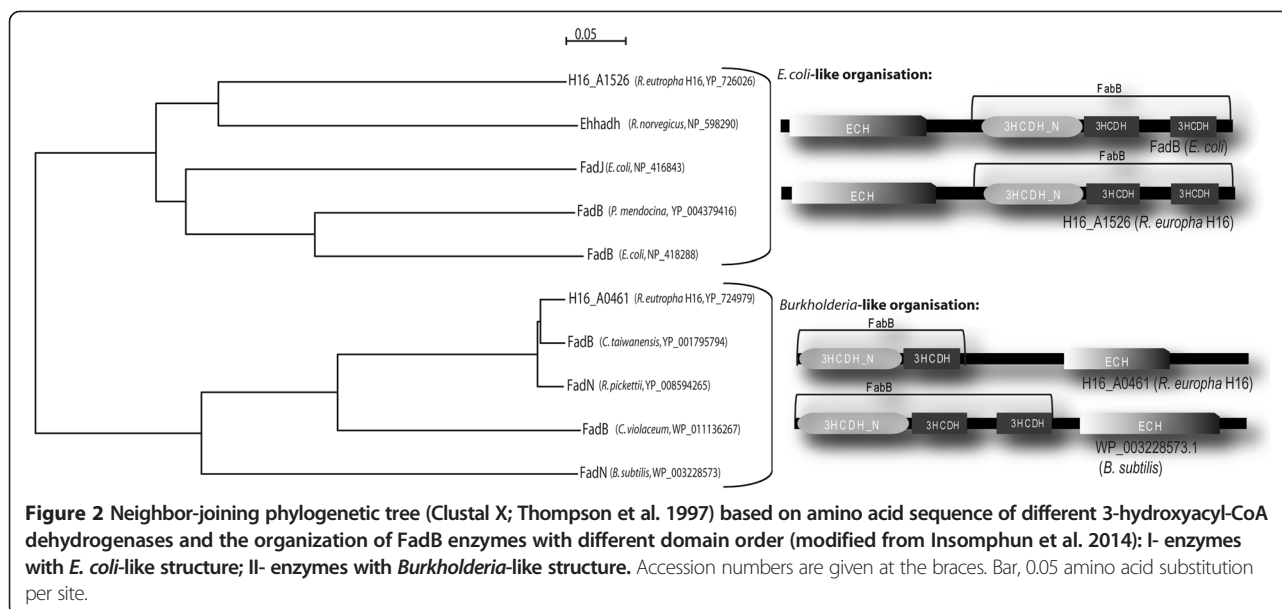 0.05
H16_A1526 (R. eutropha H16, YP_726026)
Ehhadh (R. norvegicus, NP_598290)
FadJ (E. coli, NP_416843)
FadB (P. mendocina, YP_004379416)
FadB (E. coli, NP_418288)
H16_A0461 (R. eutropha H16, YP_724979)
FadB (C. taiwanensis, YP_001795794)
FadN (R. pickettii, YP_008594265)
FadB (C. violaceum, WP_011136267)
FadN (B. subtilis, WP_003228573)
E. coli-like organisation:
FabB
ECH 3HCDH_N 3HCDH 3HCDH
FadB (E. coli)
FabB
ECH 3HCDH_N 3HCDH 3HCDH
H16_A1526 (R. europha H16)
Burkholderia-like organisation:
FabB
3HCDH_N 3HCDH ECH
H16_A0461 (R. europha H16)
FabB
3HCDH_N 3HCDH 3HCDH ECH
WP_003228573.1
(B. subtilis)
Figure 2 Neighbor-joining phylogenetic tree (Clustal X; Thompson et al. 1997) based on amino acid sequence of different 3-hydroxyacyl-CoA
dehydrogenases and the organization of FadB enzymes with different domain order (modified from Insomphun et al. 2014): I- enzymes
with E. coli-like structure; II- enzymes with Burkholderia-like structure. Accession numbers are given at the braces. Bar, 0.05 amino acid substitution
per site.